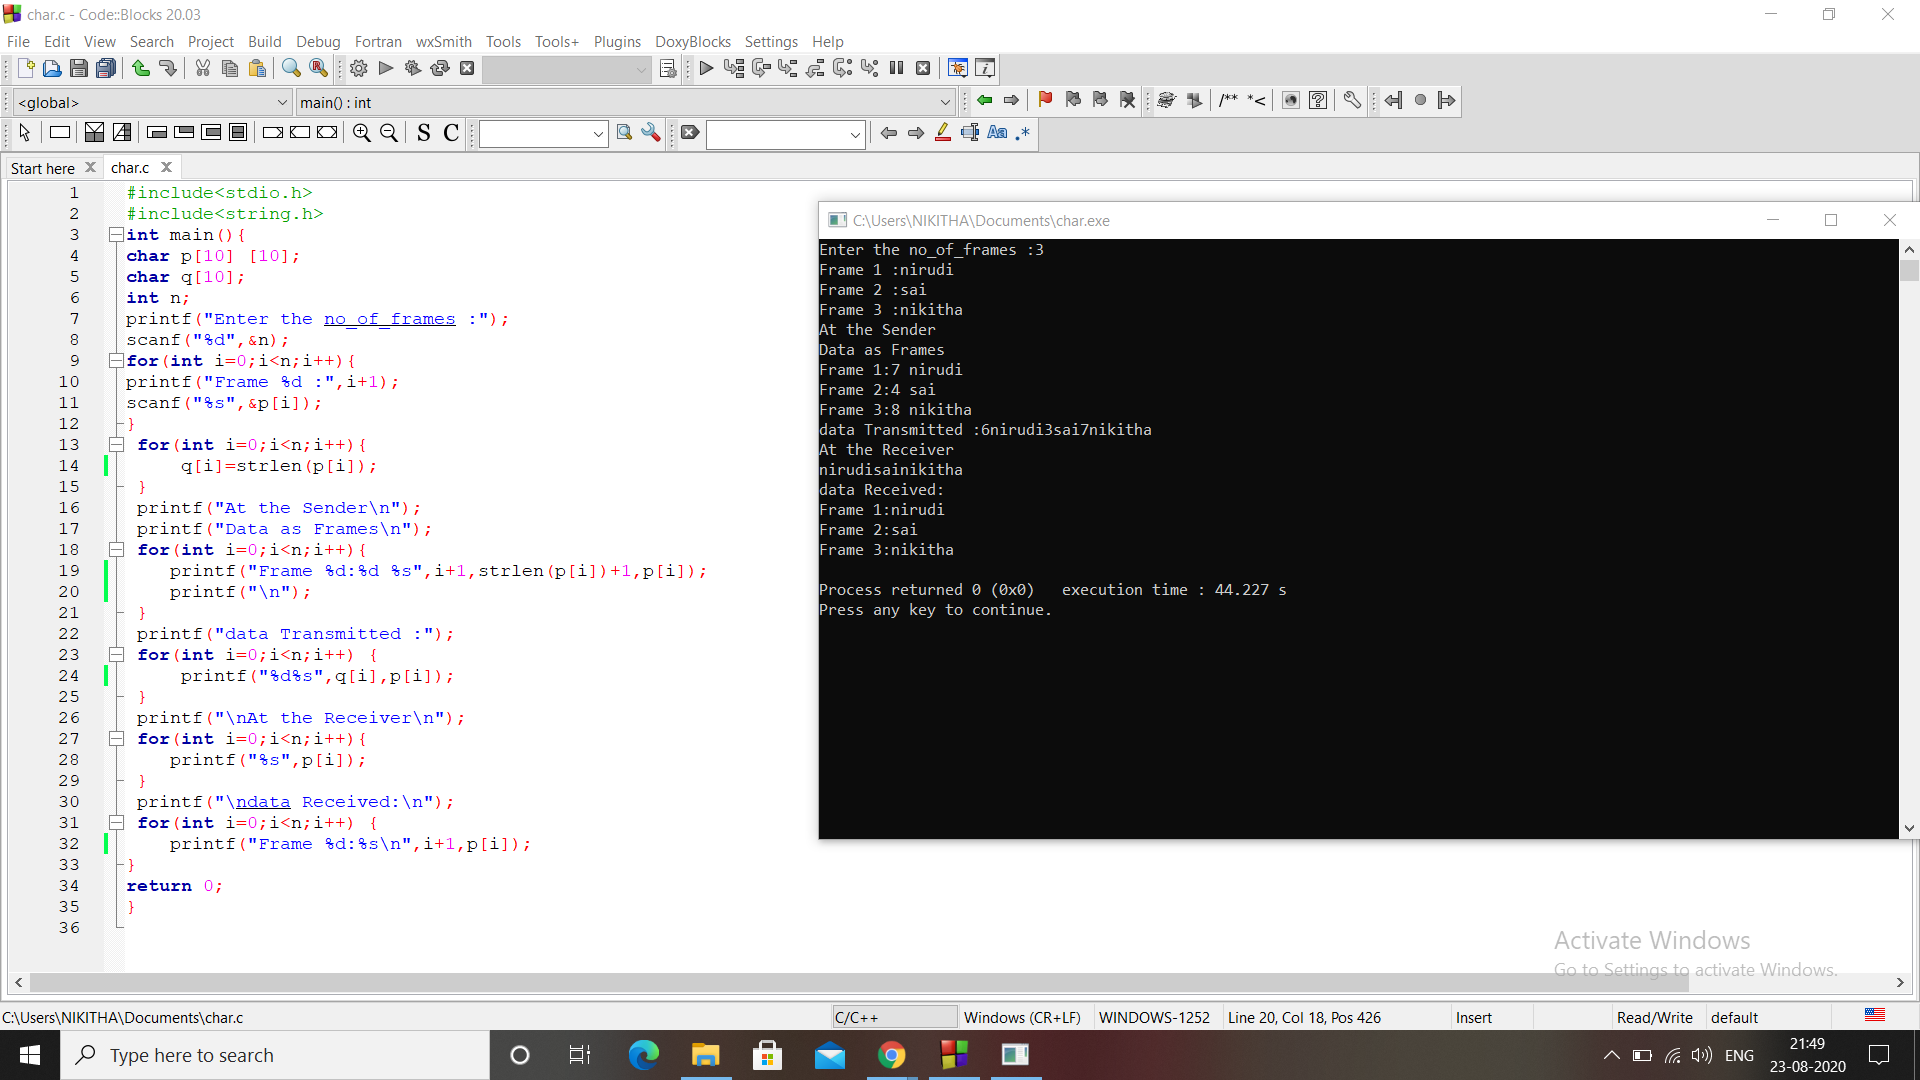 char.c - Code::Blocks 20.03
File Edit View Search Project Build Debug Fortran wxSmith Tools Tools+ Plugins DoxyBlocks Settings Help
<global> main() : int
/** *<
S C Aa .*
Start here char.c
1 #include<stdio.h>
2 #include<string.h>
3 int main(){
4 char p[10] [10];
5 char q[10];
6 int n;
7 printf("Enter the no_of_frames :");
8 scanf("%d",&n);
9 for(int i=0;i<n;i++){
10 printf("Frame %d :",i+1);
11 scanf("%s",&p[i]);
12 }
13 for(int i=0;i<n;i++){
14 q[i]=strlen(p[i]);
15 }
16 printf("At the Sender\n");
17 printf("Data as Frames\n");
18 for(int i=0;i<n;i++){
19 printf("Frame %d:%d %s",i+1,strlen(p[i])+1,p[i]);
20 printf("\n");
21 }
22 printf("data Transmitted :");
23 for(int i=0;i<n;i++) {
24 printf("%d%s",q[i],p[i]);
25 }
26 printf("\nAt the Receiver\n");
27 for(int i=0;i<n;i++){
28 printf("%s",p[i]);
29 }
30 printf("\ndata Received:\n");
31 for(int i=0;i<n;i++) {
32 printf("Frame %d:%s\n",i+1,p[i]);
33 }
34 return 0;
35 }
36
C:\Users\NIKITHA\Documents\char.exe
Enter the no_of_frames :3
Frame 1 :nirudi
Frame 2 :sai
Frame 3 :nikitha
At the Sender
Data as Frames
Frame 1:7 nirudi
Frame 2:4 sai
Frame 3:8 nikitha
data Transmitted :6nirudi3sai7nikitha
At the Receiver
nirudisainikitha
data Received:
Frame 1:nirudi
Frame 2:sai
Frame 3:nikitha
Process returned 0 (0x0) execution time : 44.227 s
Press any key to continue.
Activate Windows
Go to Settings to activate Windows.
C:\Users\NIKITHA\Documents\char.c C/C++ Windows (CR+LF) WINDOWS-1252 Line 20, Col 18, Pos 426 Insert Read/Write default
Type here to search
ENG
21:49
23-08-2020